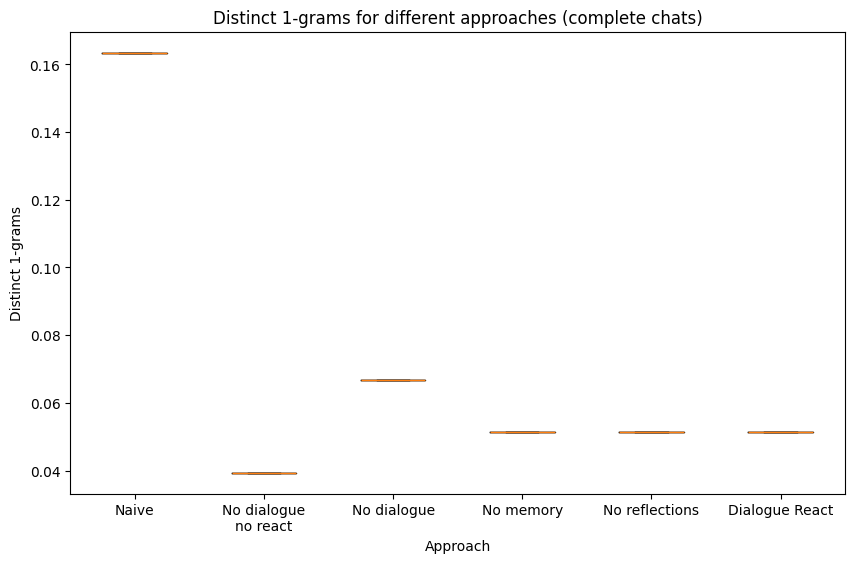 Distinct 1-grams for different approaches (complete chats)
0.16
0.14
0.12
0.10
0.08
0.06
0.04
Distinct 1-grams
Naive
No dialogue
no react
No dialogue
No memory
No reflections
Dialogue React
Approach